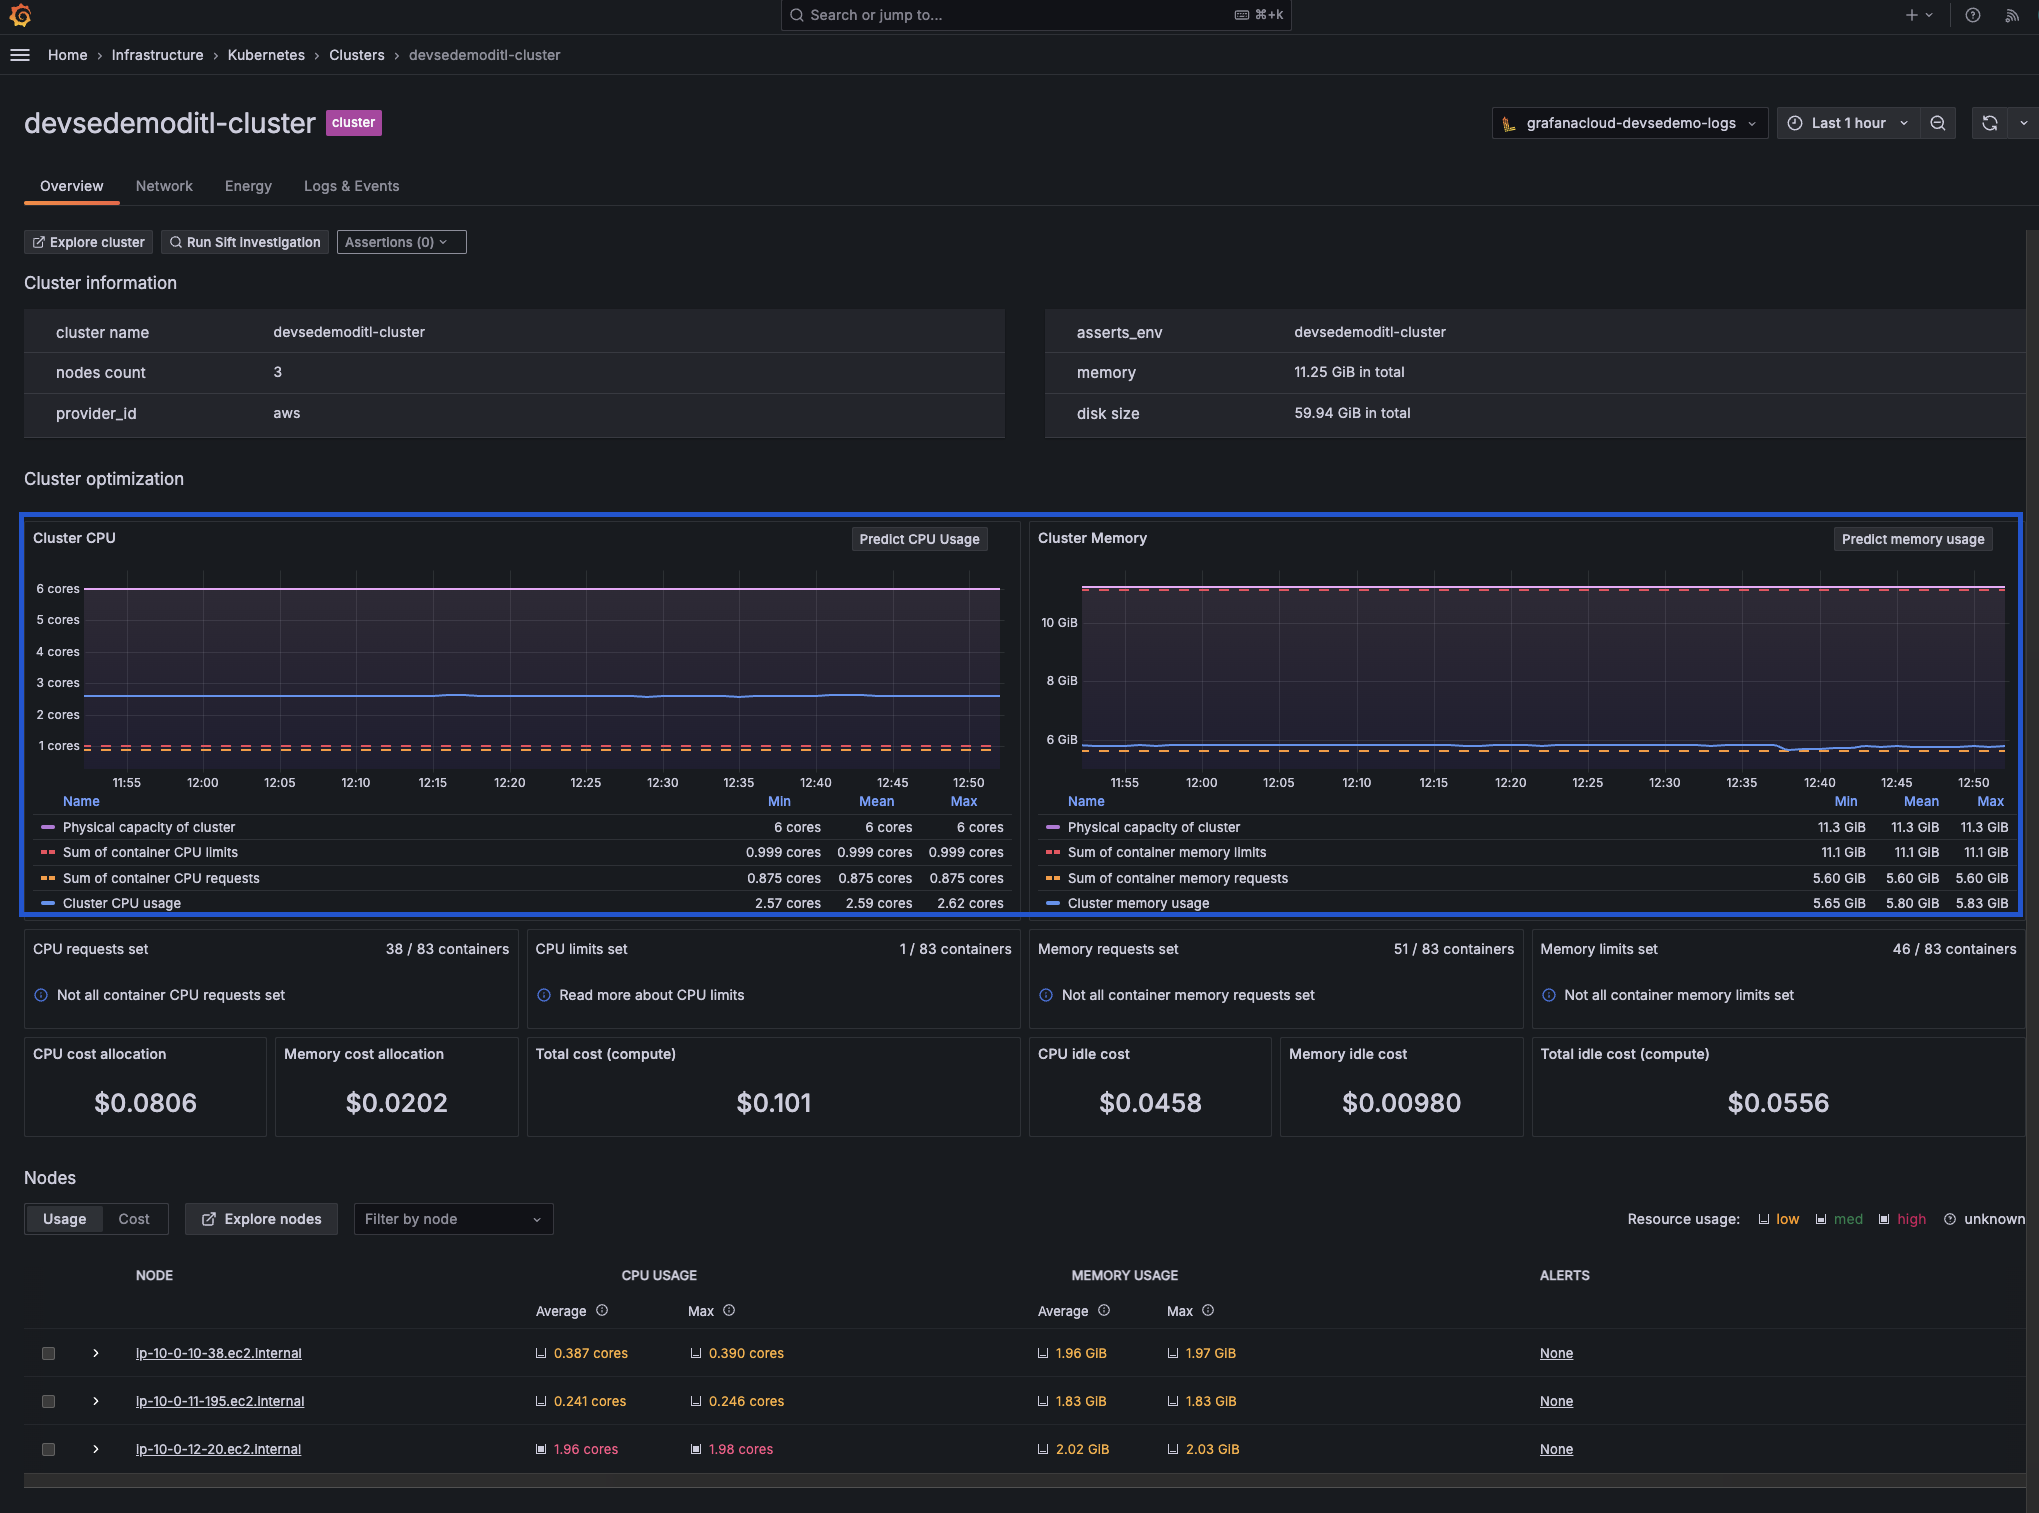 Search or jump to...
⌘+k
Home › Infrastructure › Kubernetes › Clusters › devsedemoditl-cluster
devsedemoditl-cluster cluster
grafanacloud-devsedemo-logs
Last 1 hour
Overview Network Energy Logs & Events
Explore cluster Run Sift investigation Assertions (0)
Cluster information
cluster name devsedemoditl-cluster
nodes count 3
provider_id aws
asserts_env devsedemoditl-cluster
memory 11.25 GiB in total
disk size 59.94 GiB in total
Cluster optimization
Cluster CPU
Predict CPU Usage
6 cores
5 cores
4 cores
3 cores
2 cores
1 cores
11:55 12:00 12:05 12:10 12:15 12:20 12:25 12:30 12:35 12:40 12:45 12:50
Name Min Mean Max
Physical capacity of cluster 6 cores 6 cores 6 cores
Sum of container CPU limits 0.999 cores 0.999 cores 0.999 cores
Sum of container CPU requests 0.875 cores 0.875 cores 0.875 cores
Cluster CPU usage 2.57 cores 2.59 cores 2.62 cores
Cluster Memory
Predict memory usage
10 GiB
8 GiB
6 GiB
11:55 12:00 12:05 12:10 12:15 12:20 12:25 12:30 12:35 12:40 12:45 12:50
Name Min Mean Max
Physical capacity of cluster 11.3 GiB 11.3 GiB 11.3 GiB
Sum of container memory limits 11.1 GiB 11.1 GiB 11.1 GiB
Sum of container memory requests 5.60 GiB 5.60 GiB 5.60 GiB
Cluster memory usage 5.65 GiB 5.80 GiB 5.83 GiB
CPU requests set 38 / 83 containers
Not all container CPU requests set
CPU limits set 1 / 83 containers
Read more about CPU limits
Memory requests set 51 / 83 containers
Not all container memory requests set
Memory limits set 46 / 83 containers
Not all container memory limits set
CPU cost allocation
$0.0806
Memory cost allocation
$0.0202
Total cost (compute)
$0.101
CPU idle cost
$0.0458
Memory idle cost
$0.00980
Total idle cost (compute)
$0.0556
Nodes
Usage Cost Explore nodes Filter by node
Resource usage: low med high unknown
NODE CPU USAGE MEMORY USAGE ALERTS
Average Max Average Max
ip-10-0-10-38.ec2.internal 0.387 cores 0.390 cores 1.96 GiB 1.97 GiB None
ip-10-0-11-195.ec2.internal 0.241 cores 0.246 cores 1.83 GiB 1.83 GiB None
ip-10-0-12-20.ec2.internal 1.96 cores 1.98 cores 2.02 GiB 2.03 GiB None